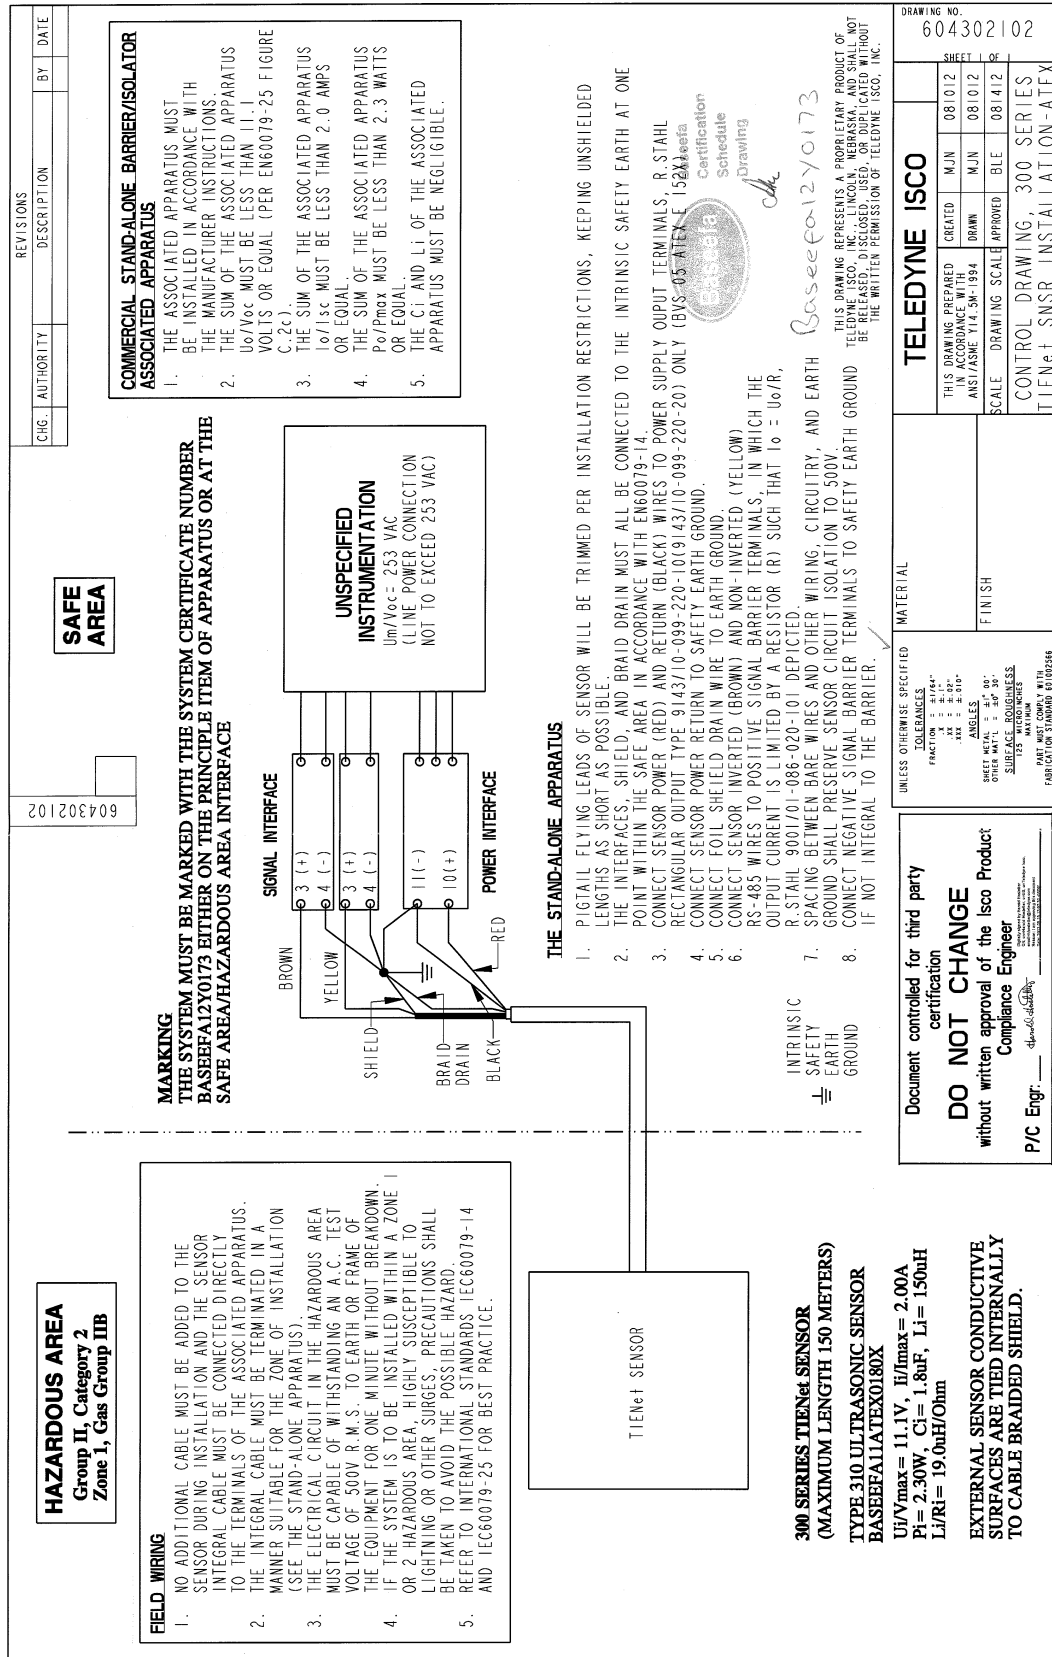 HAZARDOUS AREA
Group II, Category 2
Zone 1, Gas Group IIB
FIELD WIRING
1. NO ADDITIONAL CABLE MUST BE ADDED TO THE
SENSOR DURING INSTALLATION AND THE SENSOR
INTEGRAL CABLE MUST BE CONNECTED DIRECTLY
TO THE TERMINALS OF THE ASSOCIATED APPARATUS.
2. THE INTEGRAL CABLE MUST BE TERMINATED IN A
MANNER SUITABLE FOR THE ZONE OF INSTALLATION
(SEE THE STAND-ALONE APPARATUS).
3. THE ELECTRICAL CIRCUIT IN THE HAZARDOUS AREA
MUST BE CAPABLE OF WITHSTANDING AN A.C. TEST
VOLTAGE OF 500V R.M.S. TO EARTH OR FRAME OF
THE EQUIPMENT FOR ONE MINUTE WITHOUT BREAKDOWN.
4. IF THE SYSTEM IS TO BE INSTALLED WITHIN A ZONE 1
OR 2 HAZARDOUS AREA, HIGHLY SUSCEPTIBLE TO
LIGHTNING OR OTHER SURGES, PRECAUTIONS SHALL
BE TAKEN TO AVOID THE POSSIBLE HAZARD.
5. REFER TO INTERNATIONAL STANDARDS IEC60079-14
AND IEC60079-25 FOR BEST PRACTICE.
TIENet SENSOR
300 SERIES TIENet SENSOR
(MAXIMUM LENGTH 150 METERS)
TYPE 310 ULTRASONIC SENSOR
BASEEFA11ATEX0180X
Ui/Vmax= 11.1V, Ii/Imax= 2.00A
Pi= 2.30W, Ci= 1.8uF, Li= 150uH
Li/Ri= 19.0uH/Ohm
EXTERNAL SENSOR CONDUCTIVE
SURFACES ARE TIED INTERNALLY
TO CABLE BRAIDED SHIELD.
604302102
SAFE
AREA
MARKING
THE SYSTEM MUST BE MARKED WITH THE SYSTEM CERTIFICATE NUMBER
BASEEFA12Y0173 EITHER ON THE PRINCIPLE ITEM OF APPARATUS OR AT THE
SAFE AREA/HAZARDOUS AREA INTERFACE
SIGNAL INTERFACE
BROWN
YELLOW
SHIELD
BRAID
DRAIN
BLACK
RED
3 (+)
4 (-)
3 (+)
4 (-)
11(-)
10(+)
POWER INTERFACE
UNSPECIFIED
INSTRUMENTATION
Um/Voc= 253 VAC
(LINE POWER CONNECTION
NOT TO EXCEED 253 VAC)
REVISIONS
CHG. AUTHORITY DESCRIPTION BY DATE
COMMERCIAL STAND-ALONE BARRIER/ISOLATOR
ASSOCIATED APPARATUS
1. THE ASSOCIATED APPARATUS MUST
BE INSTALLED IN ACCORDANCE WITH
THE MANUFACTURER INSTRUCTIONS.
2. THE SUM OF THE ASSOCIATED APPARATUS
Uo/Voc MUST BE LESS THAN 11.1
VOLTS OR EQUAL (PER EN60079-25 FIGURE
C.2c).
3. THE SUM OF THE ASSOCIATED APPARATUS
Io/Isc MUST BE LESS THAN 2.0 AMPS
OR EQUAL.
4. THE SUM OF THE ASSOCIATED APPARATUS
Po/Pmax MUST BE LESS THAN 2.3 WATTS
OR EQUAL.
5. THE Ci AND Li OF THE ASSOCIATED
APPARATUS MUST BE NEGLIGIBLE.
THE STAND-ALONE APPARATUS
1. PIGTAIL FLYING LEADS OF SENSOR WILL BE TRIMMED PER INSTALLATION RESTRICTIONS, KEEPING UNSHIELDED
LENGTHS AS SHORT AS POSSIBLE.
2. THE INTERFACES, SHIELD, AND BRAID DRAIN MUST ALL BE CONNECTED TO THE INTRINSIC SAFETY EARTH AT ONE
POINT WITHIN THE SAFE AREA IN ACCORDANCE WITH EN60079-14.
3. CONNECT SENSOR POWER (RED) AND RETURN (BLACK) WIRES TO POWER SUPPLY OUPUT TERMINALS, R.STAHL
RECTANGULAR OUTPUT TYPE 9143/10-099-220-10(9143/10-099-220-20) ONLY (BVS 05 ATEX E 152X)
4. CONNECT SENSOR POWER RETURN TO SAFETY EARTH GROUND.
5. CONNECT FOIL SHIELD DRAIN WIRE TO EARTH GROUND.
6. CONNECT SENSOR INVERTED (BROWN) AND NON-INVERTED (YELLOW)
RS-485 WIRES TO POSITIVE SIGNAL BARRIER TERMINALS, IN WHICH THE
OUTPUT CURRENT IS LIMITED BY A RESISTOR (R) SUCH THAT Io = Uo/R,
R.STAHL 9001/01-086-020-101 DEPICTED.
7. SPACING BETWEEN BARE WIRES AND OTHER WIRING, CIRCUITRY, AND EARTH
GROUND SHALL PRESERVE SENSOR CIRCUIT ISOLATION TO 500V.
8. CONNECT NEGATIVE SIGNAL BARRIER TERMINALS TO SAFETY EARTH GROUND
IF NOT INTEGRAL TO THE BARRIER.
INTRINSIC
SAFETY
EARTH
GROUND
Baseefa
Baseefa
Certification
Schedule
Drawing
Baseefa12Y0173
THIS DRAWING REPRESENTS A PROPRIETARY PRODUCT OF
TELEDYNE ISCO, INC., LINCOLN, NEBRASKA, AND SHALL NOT
BE RELEASED, DISCLOSED, USED, OR DUPLICATED WITHOUT
THE WRITTEN PERMISSION OF TELEDYNE ISCO, INC.
Document controlled for third party
certification
DO NOT CHANGE
without written approval of the Isco Product
Compliance Engineer
P/C Engr:
UNLESS OTHERWISE SPECIFIED
TOLERANCES
FRACTION = ±1/64"
.X = ±.1"
.XX = ±.02"
.XXX = ±.010"
ANGLES
SHEET METAL = ±1° 00'
OTHER MAT'L = ±0° 30'
SURFACE ROUGHNESS
125 MICROINCHES
MAXIMUM
PART MUST COMPLY WITH
FABRICATION STANDARD 601002566
MATERIAL
FINISH
TELEDYNE ISCO
THIS DRAWING PREPARED
IN ACCORDANCE WITH
ANSI/ASME Y14.5M-1994
CREATED MJN 081012
DRAWN MJN 081012
APPROVED BLE 081412
SCALE DRAWING SCALE
SHEET 1 OF 1
DRAWING NO.
604302102
CONTROL DRAWING, 300 SERIES
TIENet SNSR INSTALLATION-ATEX